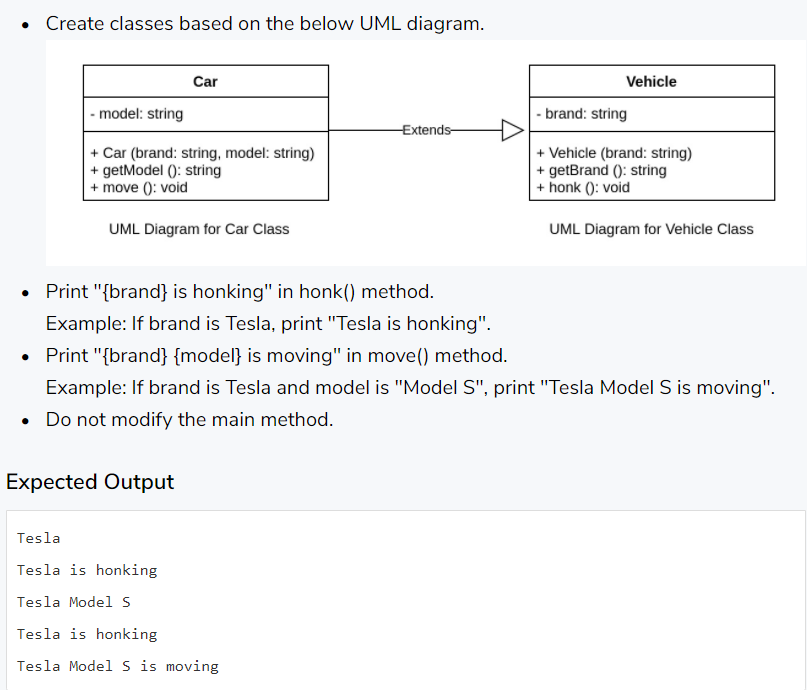 Create classes based on the below UML diagram.
Car
- model: string
+ Car (brand: string, model: string)
+ getModel (): string
+ move (): void
UML Diagram for Car Class
Extends
Vehicle
- brand: string
+ Vehicle (brand: string)
+ getBrand (): string
+ honk (): void
UML Diagram for Vehicle Class
Print "{brand} is honking" in honk() method.
Example: If brand is Tesla, print "Tesla is honking".
Print "{brand} {model} is moving" in move() method.
Example: If brand is Tesla and model is "Model S", print "Tesla Model S is moving".
Do not modify the main method.
Expected Output
Tesla
Tesla is honking
Tesla Model S
Tesla is honking
Tesla Model S is moving